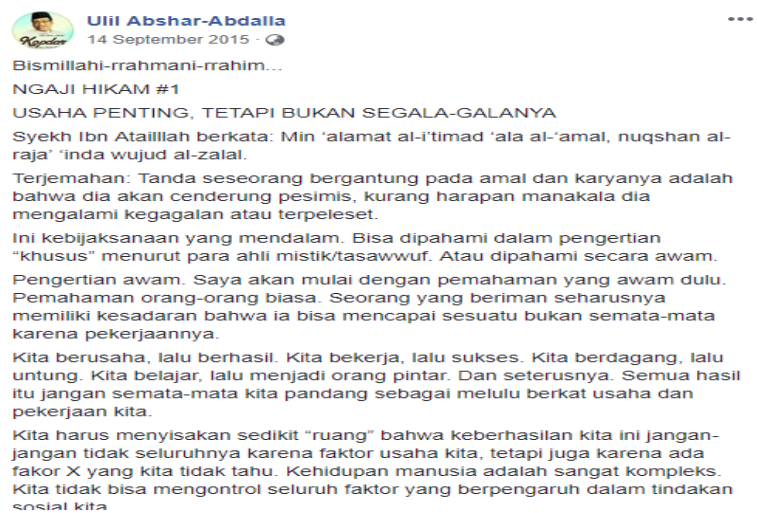 Ulil Abshar-Abdalla
14 September 2015 ·
Kopdar
Bismillahi-rrahmani-rrahim...
NGAJI HIKAM #1
USAHA PENTING, TETAPI BUKAN SEGALA-GALANYA
Syekh Ibn Atailllah berkata: Min ‘alamat al-i’timad ‘ala al-‘amal, nuqshan al-
raja’ ‘inda wujud al-zalal.
Terjemahan: Tanda seseorang bergantung pada amal dan karyanya adalah
bahwa dia akan cenderung pesimis, kurang harapan manakala dia
mengalami kegagalan atau terpeleset.
Ini kebijaksanaan yang mendalam. Bisa dipahami dalam pengertian
“khusus” menurut para ahli mistik/tasawwuf. Atau dipahami secara awam.
Pengertian awam. Saya akan mulai dengan pemahaman yang awam dulu.
Pemahaman orang-orang biasa. Seorang yang beriman seharusnya
memiliki kesadaran bahwa ia bisa mencapai sesuatu bukan semata-mata
karena pekerjaannya.
Kita berusaha, lalu berhasil. Kita bekerja, lalu sukses. Kita berdagang, lalu
untung. Kita belajar, lalu menjadi orang pintar. Dan seterusnya. Semua hasil
itu jangan semata-mata kita pandang sebagai melulu berkat usaha dan
pekerjaan kita.
Kita harus menyisakan sedikit “ruang” bahwa keberhasilan kita ini jangan-
jangan tidak seluruhnya karena faktor usaha kita, tetapi juga karena ada
fakor X yang kita tidak tahu. Kehidupan manusia adalah sangat kompleks.
Kita tidak bisa mengontrol seluruh faktor yang berpengaruh dalam tindakan
sosial kita